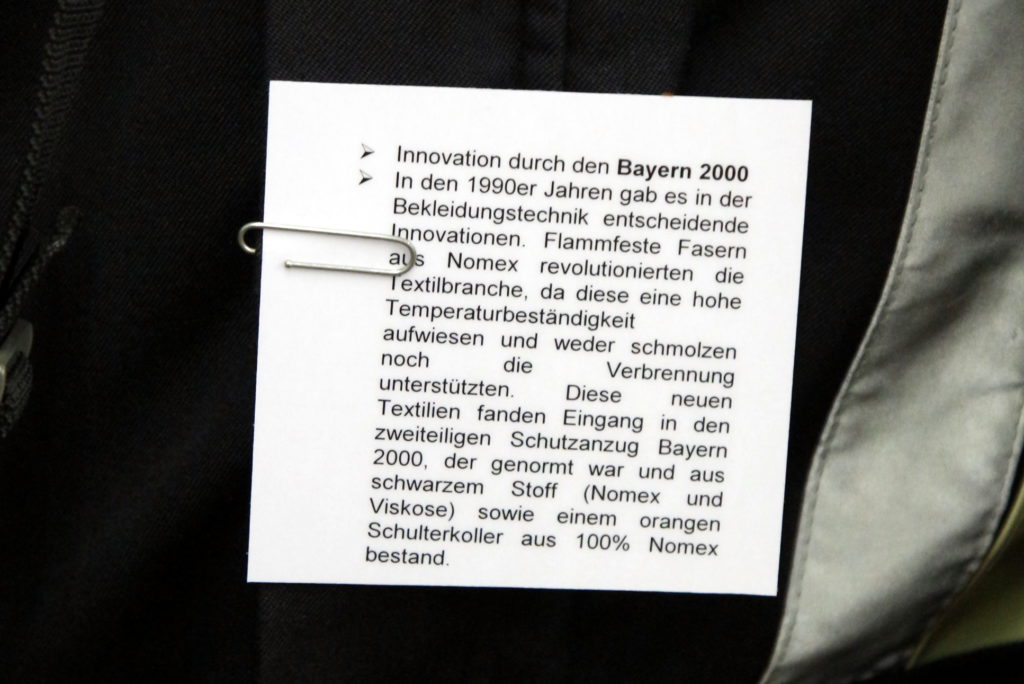 ➢ Innovation durch den Bayern 2000
➢ In den 1990er Jahren gab es in der
Bekleidungstechnik entscheidende
Innovationen. Flammfeste Fasern
aus Nomex revolutionierten die
Textilbranche, da diese eine hohe
Temperaturbeständigkeit
aufwiesen und weder schmolzen
noch die Verbrennung
unterstützten. Diese neuen
Textilien fanden Eingang in den
zweiteiligen Schutzanzug Bayern
2000, der genormt war und aus
schwarzem Stoff (Nomex und
Viskose) sowie einem orangen
Schulterkoller aus 100% Nomex
bestand.